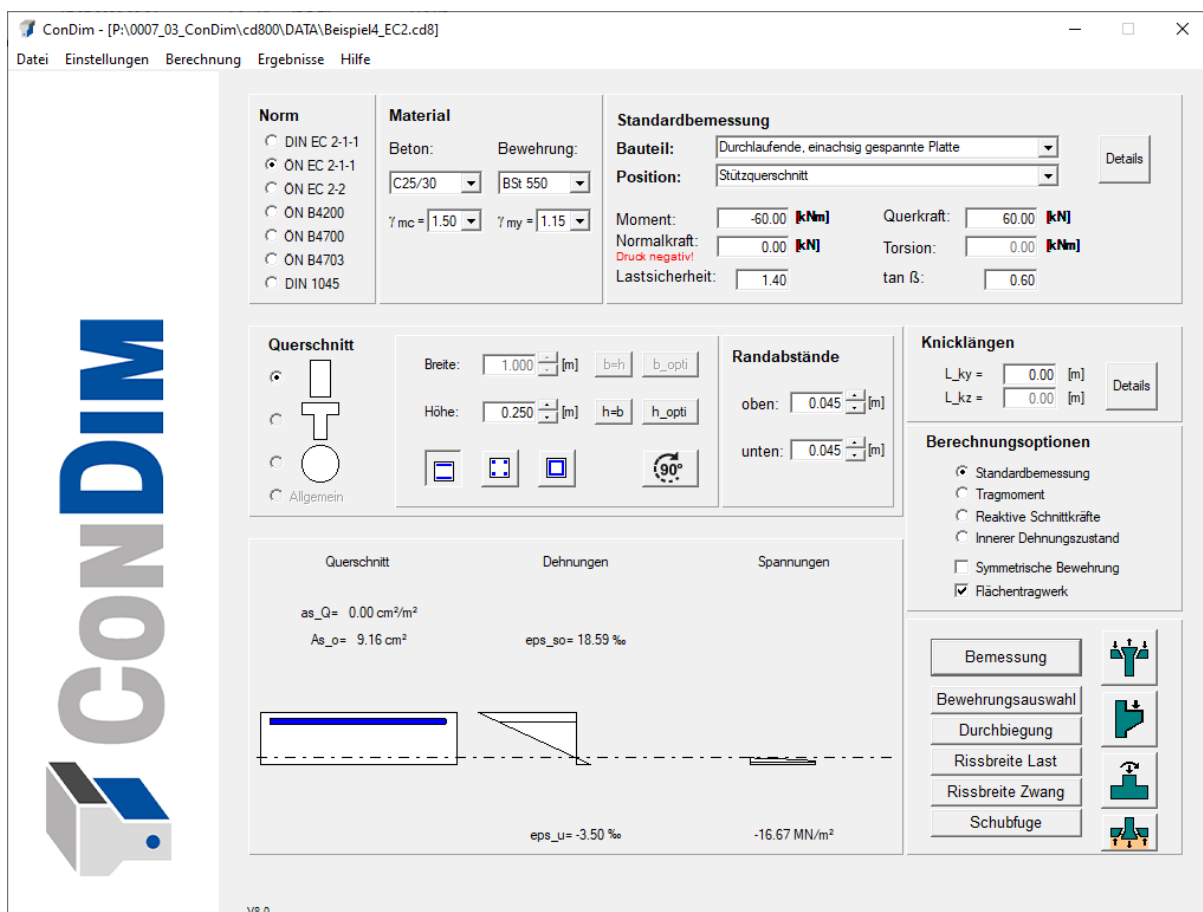 ConDim - [P:\0007_03_ConDim\cd800\DATA\Beispiel4_EC2.cd8]
Datei Einstellungen Berechnung Ergebnisse Hilfe
CONDIM
Norm
DIN EC 2-1-1
ÖN EC 2-1-1
ÖN EC 2-2
ÖN B4200
ÖN B4700
ÖN B4703
DIN 1045
Material
Beton: Bewehrung:
C25/30 BSt 550
γ mc = 1.50 γ my = 1.15
Standardbemessung
Bauteil: Durchlaufende, einachsig gespannte Platte
Position: Stützquerschnitt
Details
Moment: -60.00 [kNm] Querkraft: 60.00 [kN]
Normalkraft: 0.00 [kN] Torsion: 0.00 [kNm]
Druck negativ!
Lastsicherheit: 1.40 tan ß: 0.60
Querschnitt
Allgemein
Breite: 1.000 [m] b=h b_opti
Höhe: 0.250 [m] h=b h_opti
90°
Randabstände
oben: 0.045 [m]
unten: 0.045 [m]
Knicklängen
L_ky = 0.00 [m]
L_kz = 0.00 [m]
Details
Berechnungsoptionen
Standardbemessung
Tragmoment
Reaktive Schnittkräfte
Innerer Dehnungszustand
Symmetrische Bewehrung
Flächentragwerk
Querschnitt Dehnungen Spannungen
as_Q= 0.00 cm²/m²
As_o= 9.16 cm² eps_so= 18.59 ‰
eps_u= -3.50 ‰ -16.67 MN/m²
Bemessung
Bewehrungsauswahl
Durchbiegung
Rissbreite Last
Rissbreite Zwang
Schubfuge
V8.0